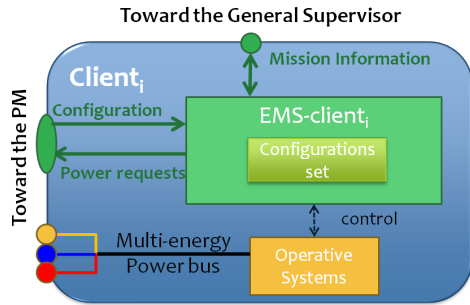 Toward the General Supervisor
Client i
Mission Information
Configuration
EMS-client i
Configurations
set
Toward the PM
Power requests
control
Multi-energy
Power bus
Operative
Systems